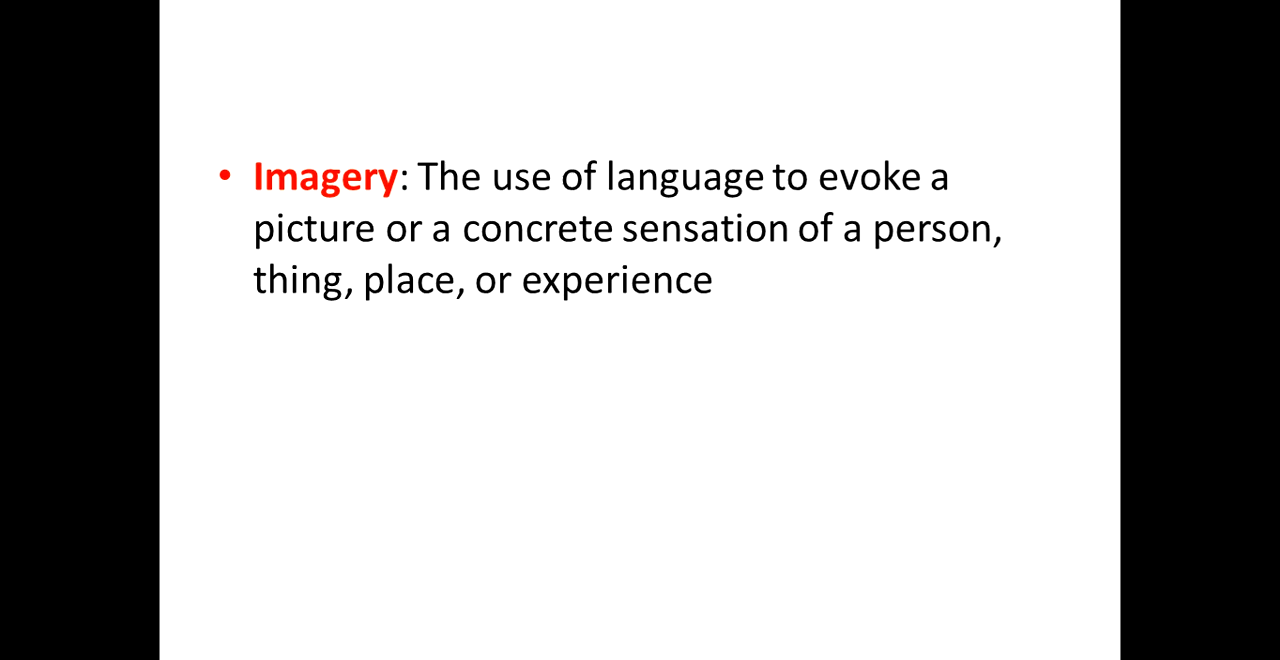 • Imagery: The use of language to evoke a
picture or a concrete sensation of a person,
thing, place, or experience